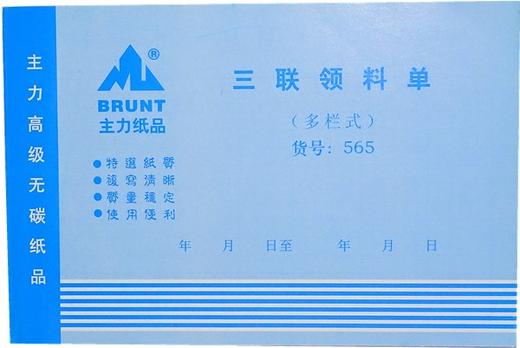 主力高级无碳纸品
®
BRUNT
主力纸品
三联领料单
(多栏式)
货号: 565
●特選紙質
●複寫清晰
●質量穩定
●使用便利
年 月 日至 年 月 日